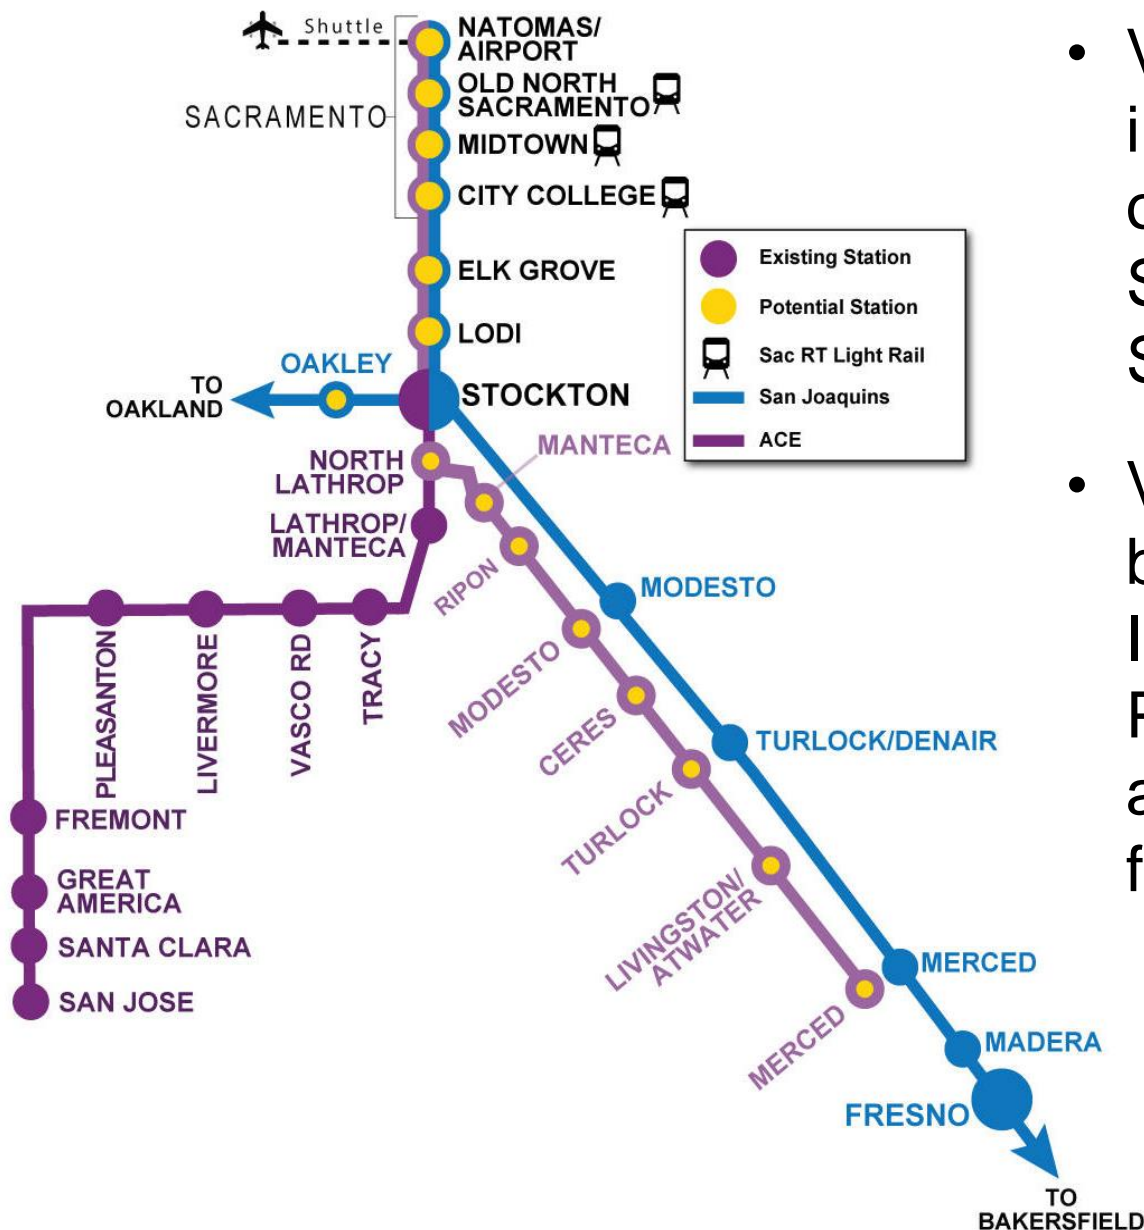 Shuttle
NATOMAS/
AIRPORT
OLD NORTH
SACRAMENTO
SACRAMENTO
MIDTOWN
CITY COLLEGE
ELK GROVE
LODI
Existing Station
Potential Station
Sac RT Light Rail
San Joaquins
ACE
OAKLEY
TO
OAKLAND
STOCKTON
MANTECA
NORTH
LATHROP
LATHROP/
MANTECA
RIPON
MODESTO
MODESTO
PLEASANTON
LIVERMORE
VASCO RD
TRACY
CERES
TURLOCK/DENAIR
TURLOCK
FREMONT
GREAT
AMERICA
SANTA CLARA
SAN JOSE
LIVINGSTON/
ATWATER
MERCED
MERCED
MADERA
FRESNO
TO
BAKERSFIELD